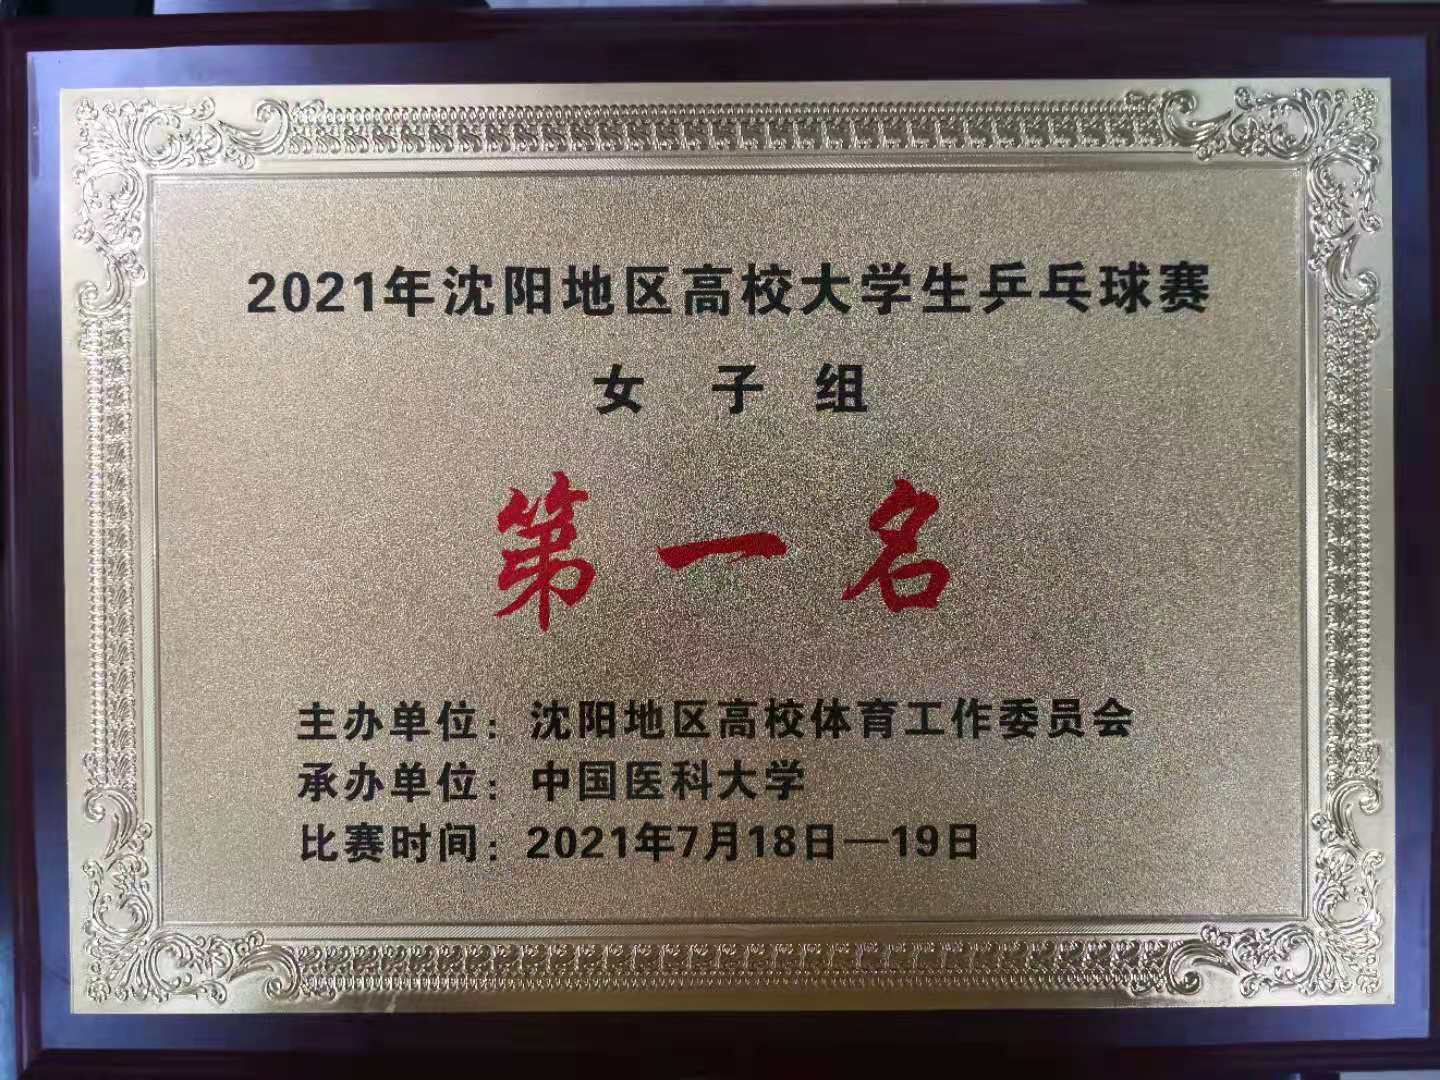 2021年沈阳地区高校大学生乒乓球赛
女子组
第一名
主办单位：沈阳地区高校体育工作委员会
承办单位：中国医科大学
比赛时间：2021年7月18日—19日